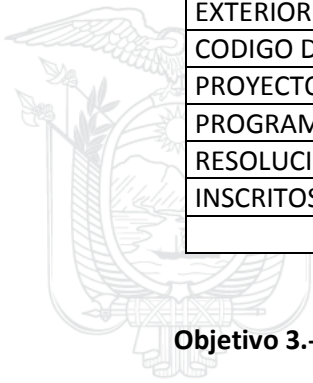 EXTERIOR
CODIGO D
PROYECTO
PROGRAM
RESOLUCI
INSCRITOS
Objetivo 3.-